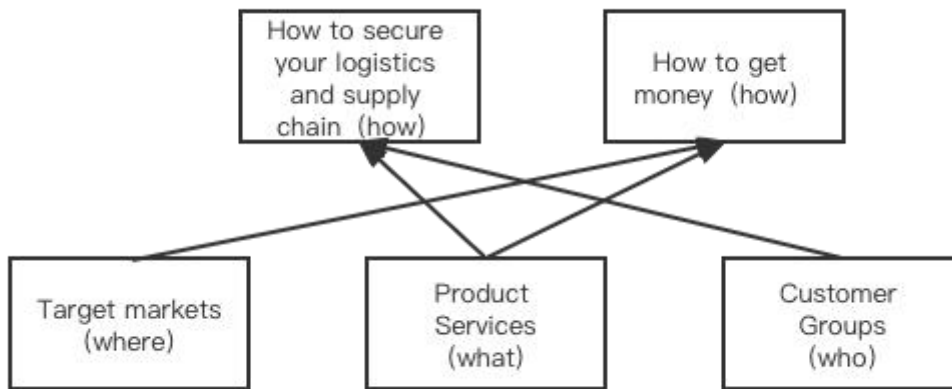 How to secure
your logistics
and supply
chain（how）
How to get
money（how）
Target markets
（where）
Product
Services
（what）
Customer
Groups
（who）